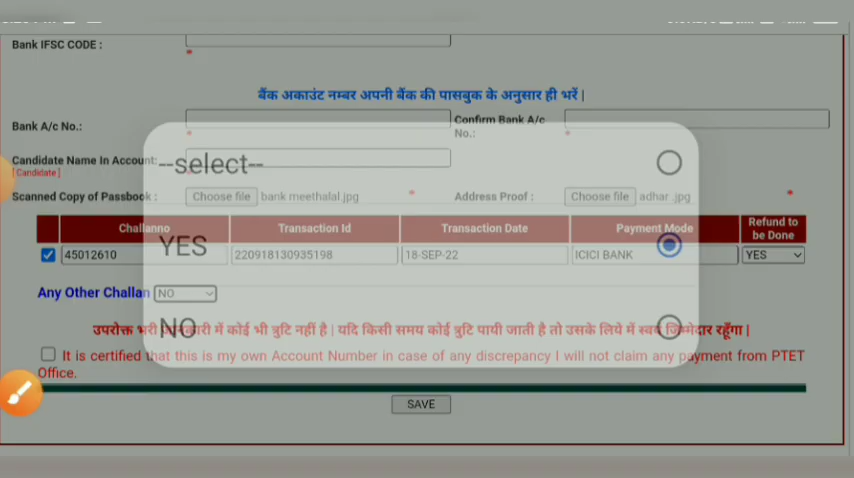 Bank IFSC CODE :
*
बैंक अकाउंट नम्बर अपनी बैंक की पासबुक के अनुसार ही भरें |
Bank A/c No.:
*
Confirm Bank A/c
No.:
*
Candidate Name In Account:
[Candidate]
--select--
Scanned Copy of Passbook :
Choose file bank meethalal.jpg
*
Address Proof :
Choose file adhar .jpg
*
Challanno Transaction Id Transaction Date Payment Mode Refund to
be Done
YES
45012610 220918130935198 18-SEP-22 ICICI BANK YES
Any Other Challan NO
NO
उपरोक्त भरी जानकारी में कोई भी त्रुटि नहीं है | यदि किसी समय कोई त्रुटि पायी जाती है तो उसके लिये में स्वयं जिम्मेदार रहूँगा |
It is certified that this is my own Account Number in case of any discrepancy I will not claim any payment from PTET
Office.
SAVE